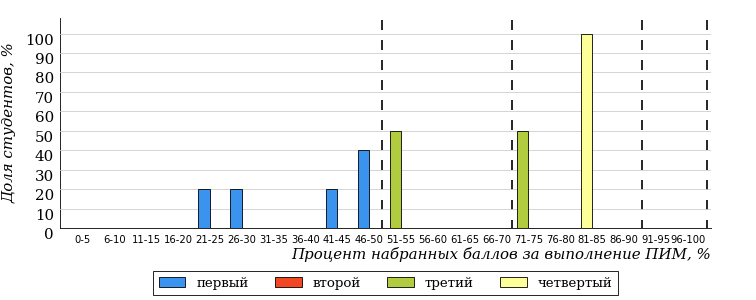 Доля студентов, %
100
90
80
70
60
50
40
30
20
10
0
0-5 6-10 11-15 16-20 21-25 26-30 31-35 36-40 41-45 46-50 51-55 56-60 61-65 66-70 71-75 76-80 81-85 86-90 91-95 96-100
Процент набранных баллов за выполнение ПИМ, %
первый второй третий четвертый